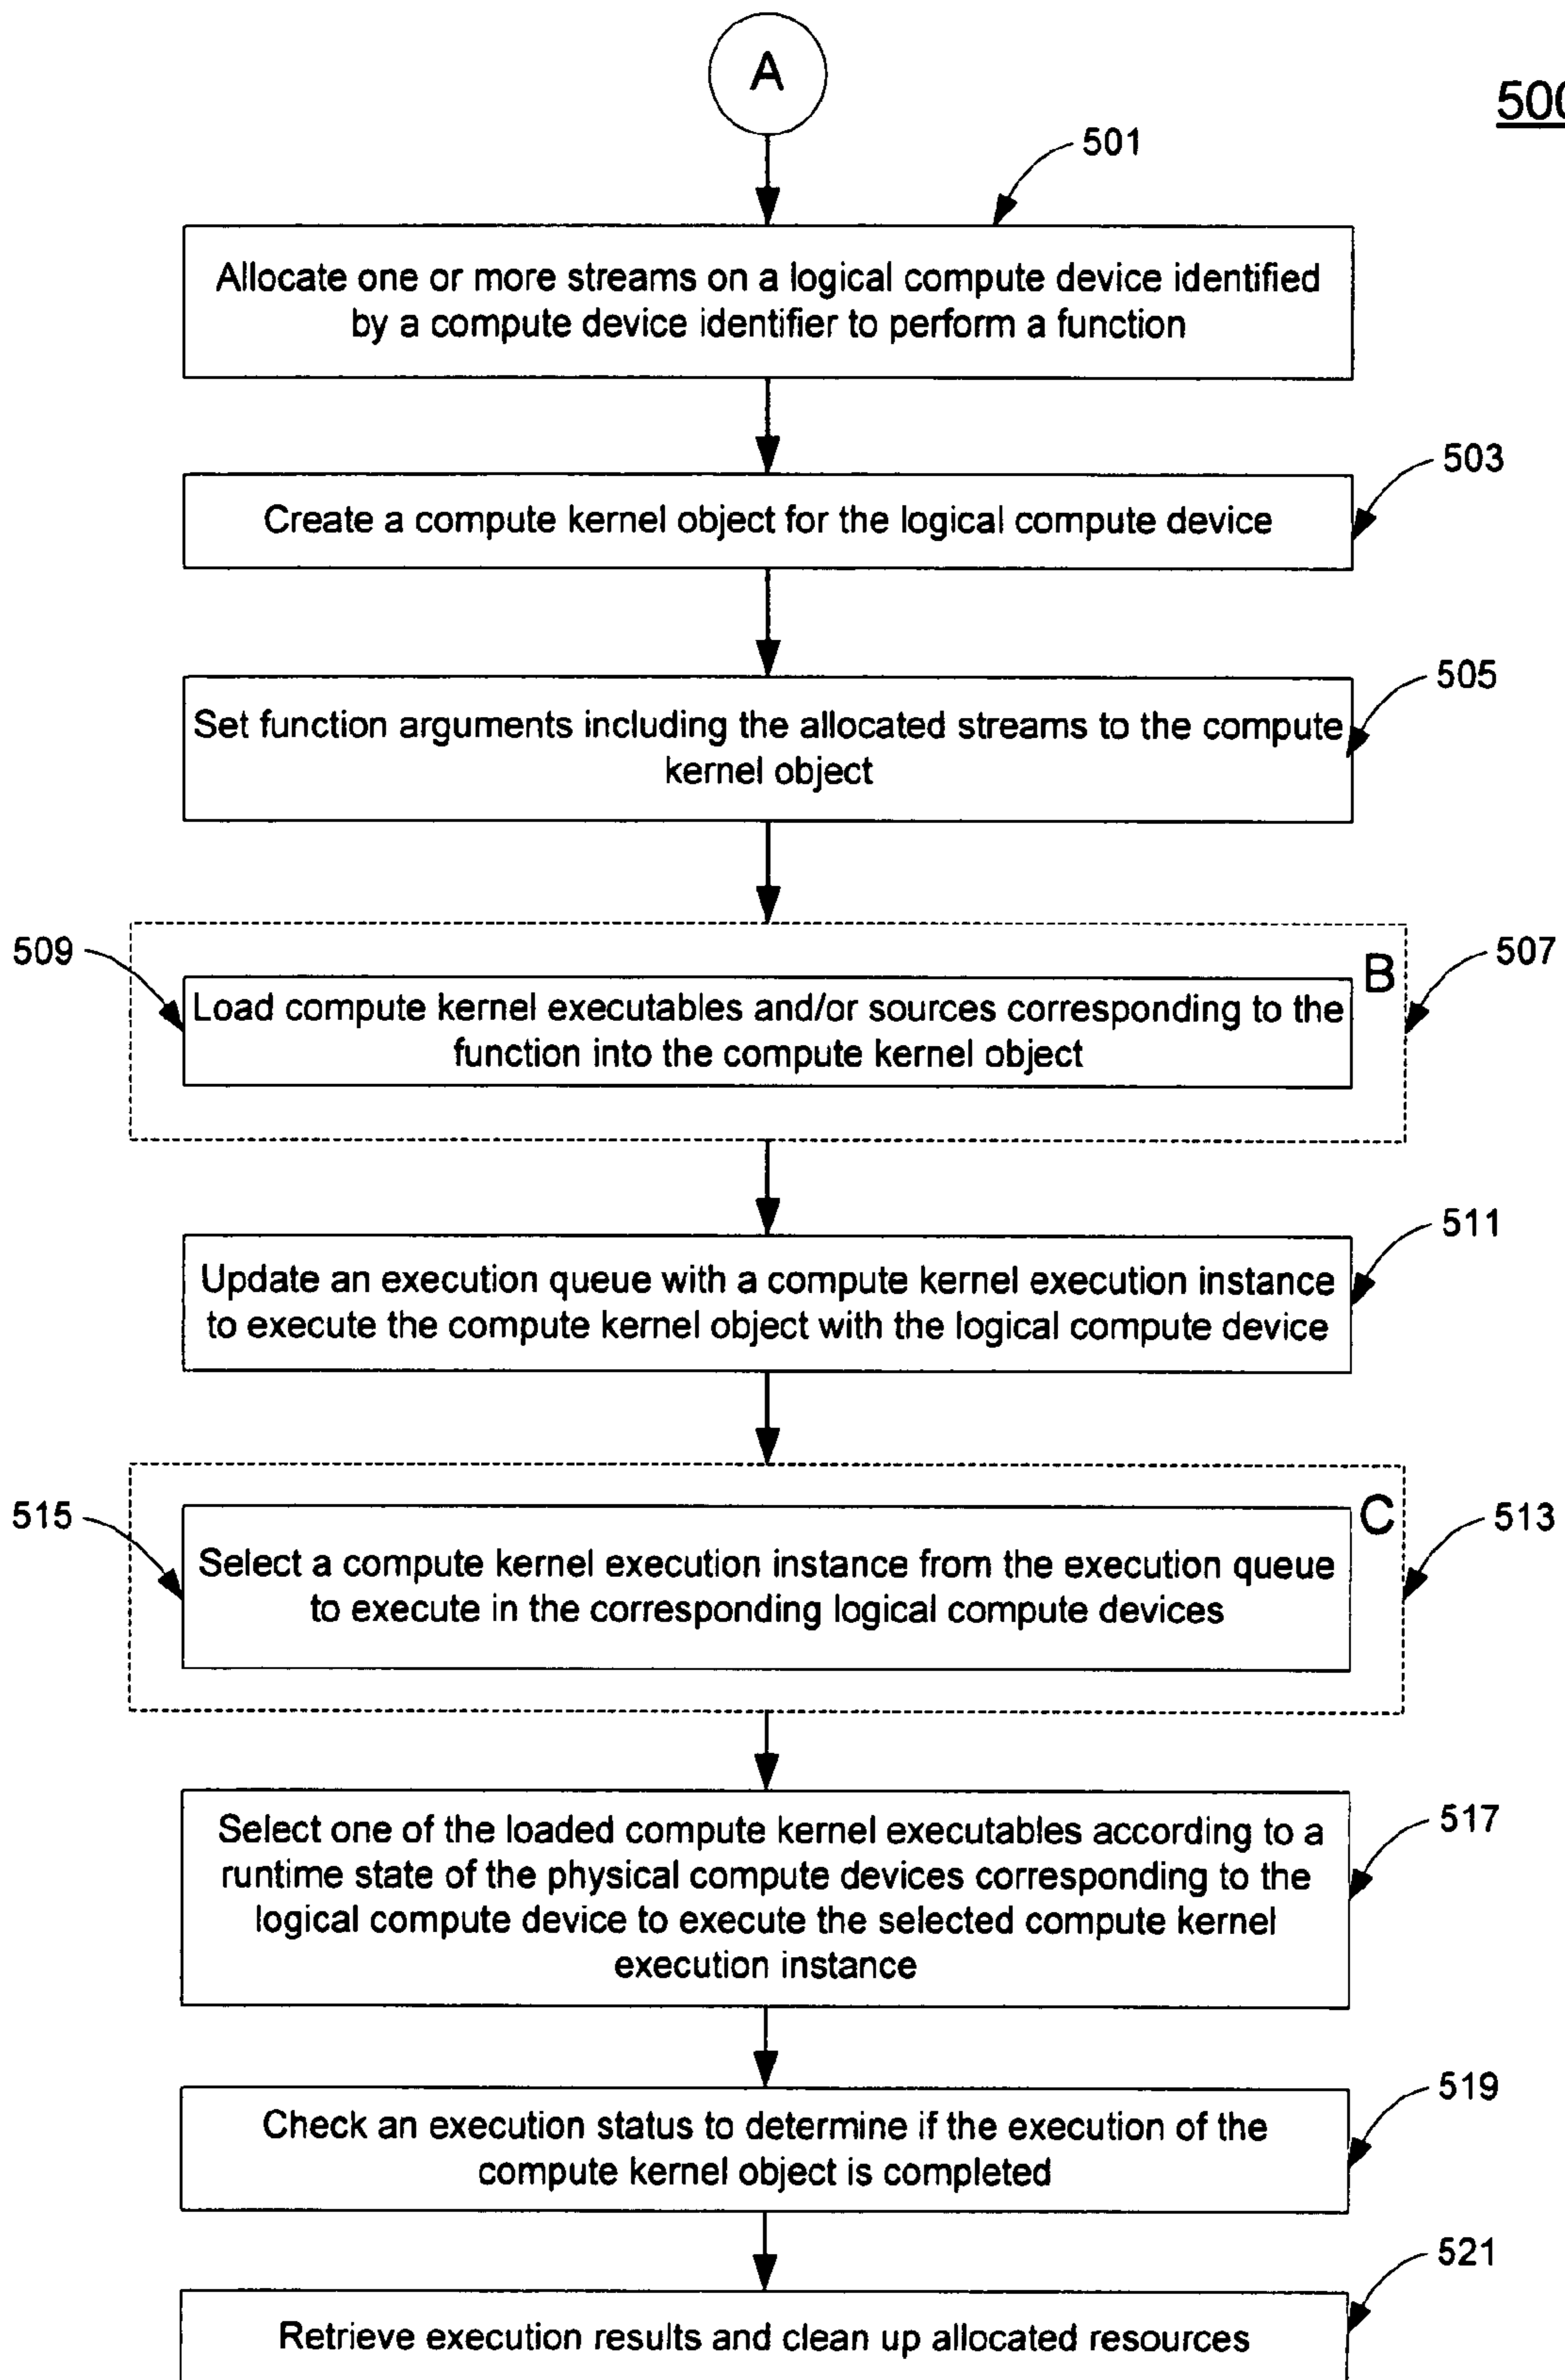 A
500
501
Allocate one or more streams on a logical compute device identified
by a compute device identifier to perform a function
503
Create a compute kernel object for the logical compute device
505
Set function arguments including the allocated streams to the compute
kernel object
509
B
507
Load compute kernel executables and/or sources corresponding to the
function into the compute kernel object
511
Update an execution queue with a compute kernel execution instance
to execute the compute kernel object with the logical compute device
515
C
513
Select a compute kernel execution instance from the execution queue
to execute in the corresponding logical compute devices
517
Select one of the loaded compute kernel executables according to a
runtime state of the physical compute devices corresponding to the
logical compute device to execute the selected compute kernel
execution instance
519
Check an execution status to determine if the execution of the
compute kernel object is completed
521
Retrieve execution results and clean up allocated resources